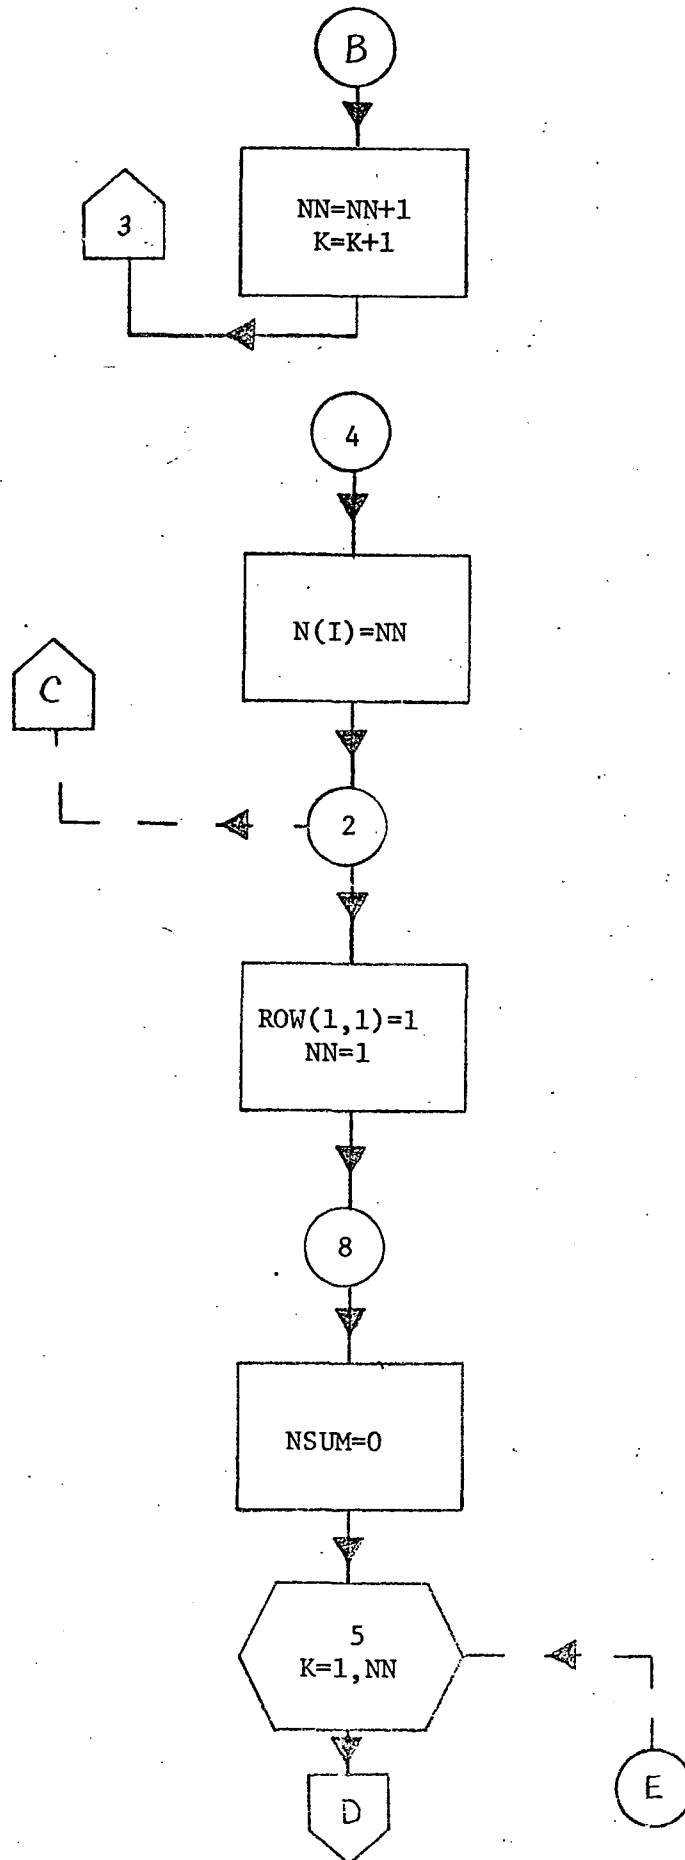 B
NN=NN+1
K=K+1
3
4
N(I)=NN
C
2
ROW(1,1)=1
NN=1
8
NSUM=0
5
K=1,NN
E
D